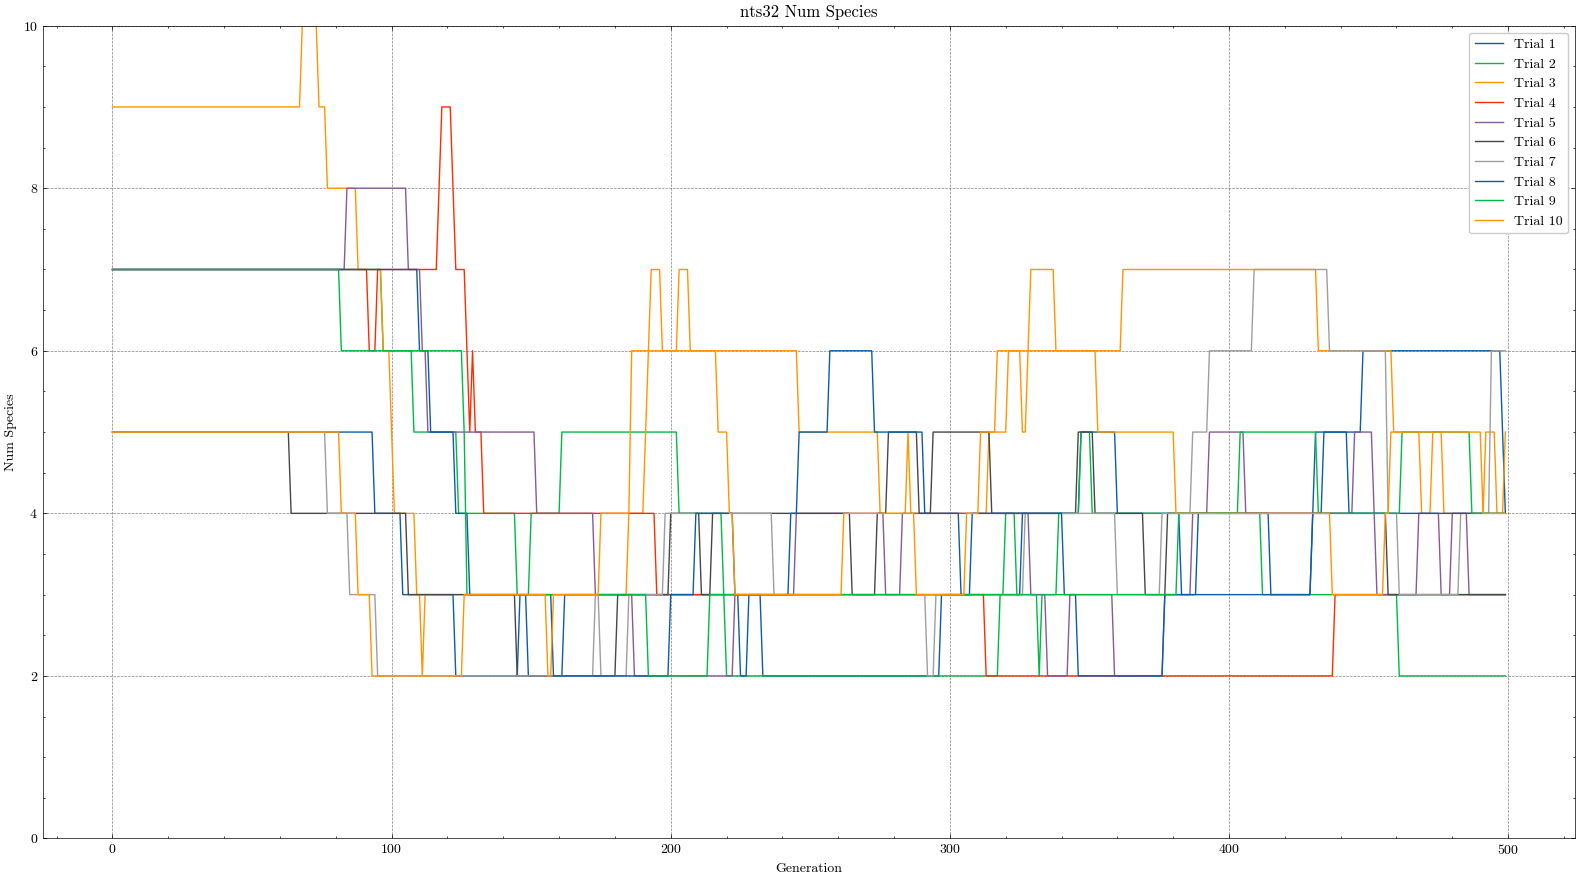 nts32 Num Species
10
8
6
4
2
0
Num Species
0
100
200
300
400
500
Generation
Trial 1
Trial 2
Trial 3
Trial 4
Trial 5
Trial 6
Trial 7
Trial 8
Trial 9
Trial 10